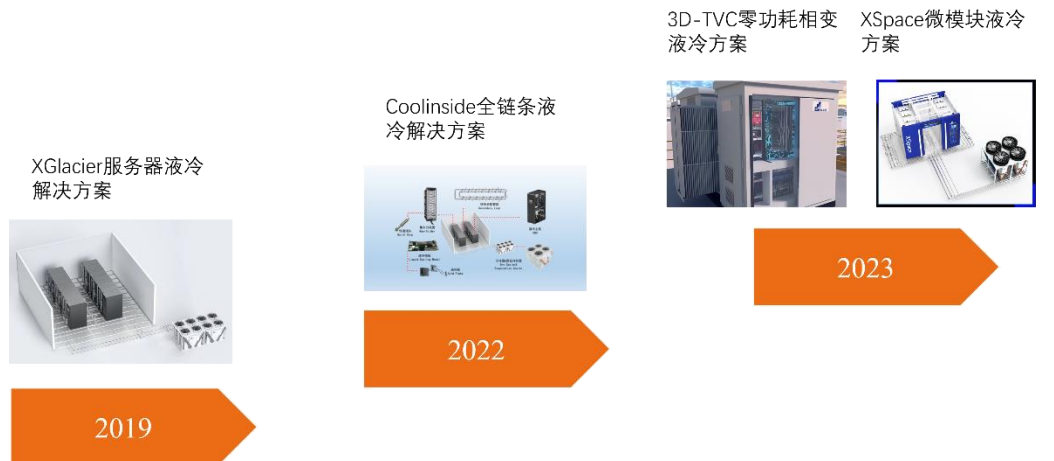 3D-TVC零功耗相变
液冷方案
XSpace微模块液冷
方案
Coolinside全链条液
冷解决方案
XGlacier服务器液冷
解决方案
2023
2022
2019